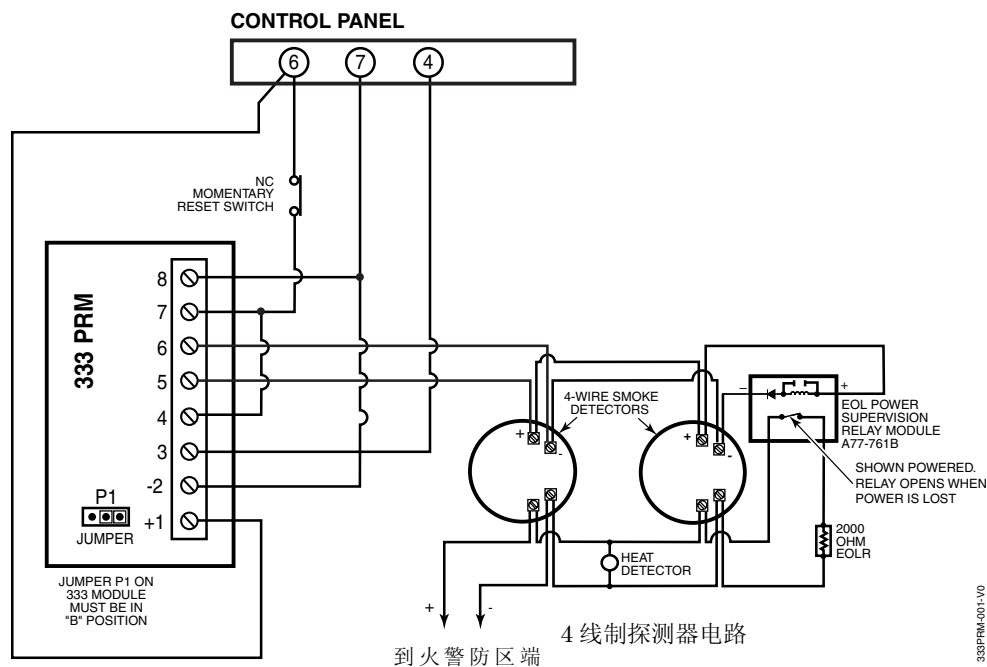 CONTROL PANEL
6
7
4
NC
MOMENTARY
RESET SWITCH
333 PRM
8
7
6
5
4
3
-2
+1
P1
JUMPER
JUMPER P1 ON
333 MODULE
MUST BE IN
"B" POSITION
4-WIRE SMOKE
DETECTORS
+
-
+
-
–
+
EOL POWER
SUPERVISION
RELAY MODULE
A77-761B
SHOWN POWERED.
RELAY OPENS WHEN
POWER IS LOST
2000
OHM
EOLR
HEAT
DETECTOR
+
-
到火警防区端
4 线制探测器电路
333PRM-001-V0